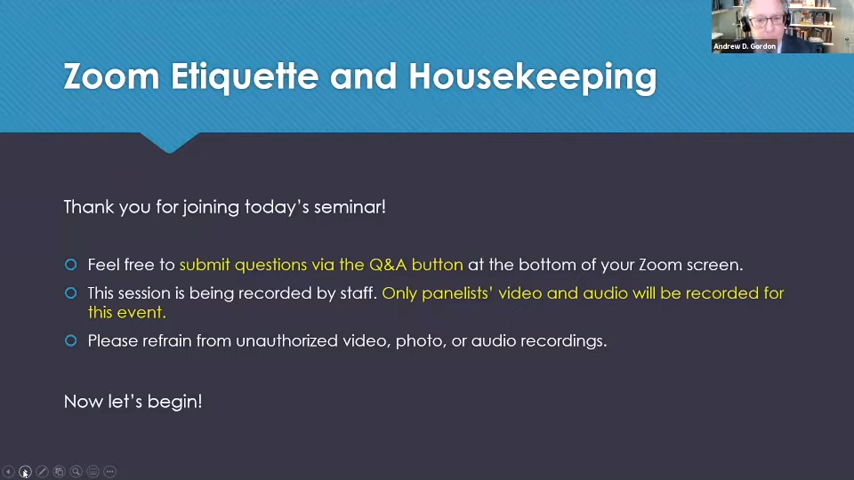 Andrew D. Gordon
Zoom Etiquette and Housekeeping
Thank you for joining today's seminar!
Feel free to submit questions via the Q&A button at the bottom of your Zoom screen.
This session is being recorded by staff. Only panelists' video and audio will be recorded for
this event.
Please refrain from unauthorized video, photo, or audio recordings.
Now let's begin!